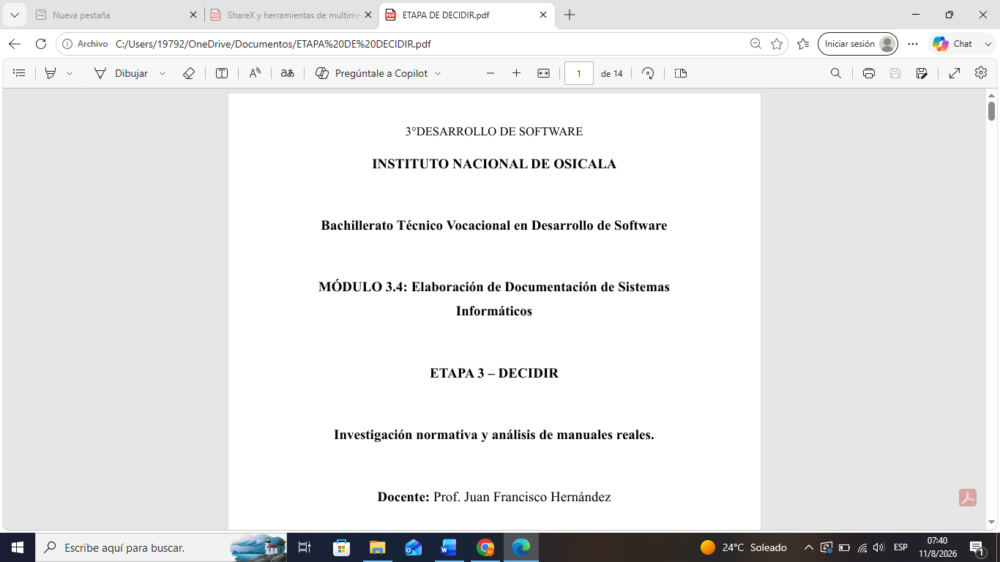 Nueva pestaña
ShareX y herramientas de multime
ETAPA DE DECIDIR.pdf
Archivo C:/Users/19792/OneDrive/Documentos/ETAPA%20DE%20DECIDIR.pdf
Iniciar sesión
Chat
Dibujar
Pregúntale a Copilot
1 de 14
3°DESARROLLO DE SOFTWARE
INSTITUTO NACIONAL DE OSICALA
Bachillerato Técnico Vocacional en Desarrollo de Software
MÓDULO 3.4: Elaboración de Documentación de Sistemas
Informáticos
ETAPA 3 – DECIDIR
Investigación normativa y análisis de manuales reales.
Docente: Prof. Juan Francisco Hernández
Escribe aquí para buscar.
24°C Soleado
ESP
07:40
11/8/2026
1